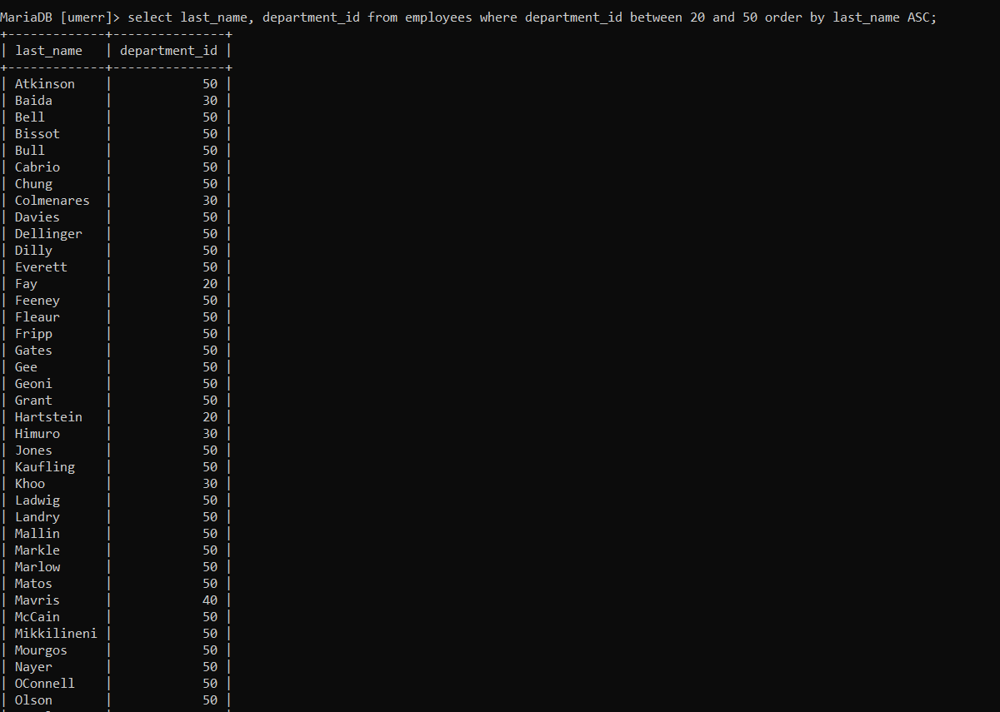 MariaDB [umerr]> select last_name, department_id from employees where department_id between 20 and 50 order by last_name ASC;
+-------------+---------------+
| last_name   | department_id |
+-------------+---------------+
| Atkinson    |            50 |
| Baida       |            30 |
| Bell        |            50 |
| Bissot      |            50 |
| Bull        |            50 |
| Cabrio      |            50 |
| Chung       |            50 |
| Colmenares  |            30 |
| Davies      |            50 |
| Dellinger   |            50 |
| Dilly       |            50 |
| Everett     |            50 |
| Fay         |            20 |
| Feeney      |            50 |
| Fleaur      |            50 |
| Fripp       |            50 |
| Gates       |            50 |
| Gee         |            50 |
| Geoni       |            50 |
| Grant       |            50 |
| Hartstein   |            20 |
| Himuro      |            30 |
| Jones       |            50 |
| Kaufling    |            50 |
| Khoo        |            30 |
| Ladwig      |            50 |
| Landry      |            50 |
| Mallin      |            50 |
| Markle      |            50 |
| Marlow      |            50 |
| Matos       |            50 |
| Mavris      |            40 |
| McCain      |            50 |
| Mikkilineni |            50 |
| Mourgos     |            50 |
| Nayer       |            50 |
| OConnell    |            50 |
| Olson       |            50 |